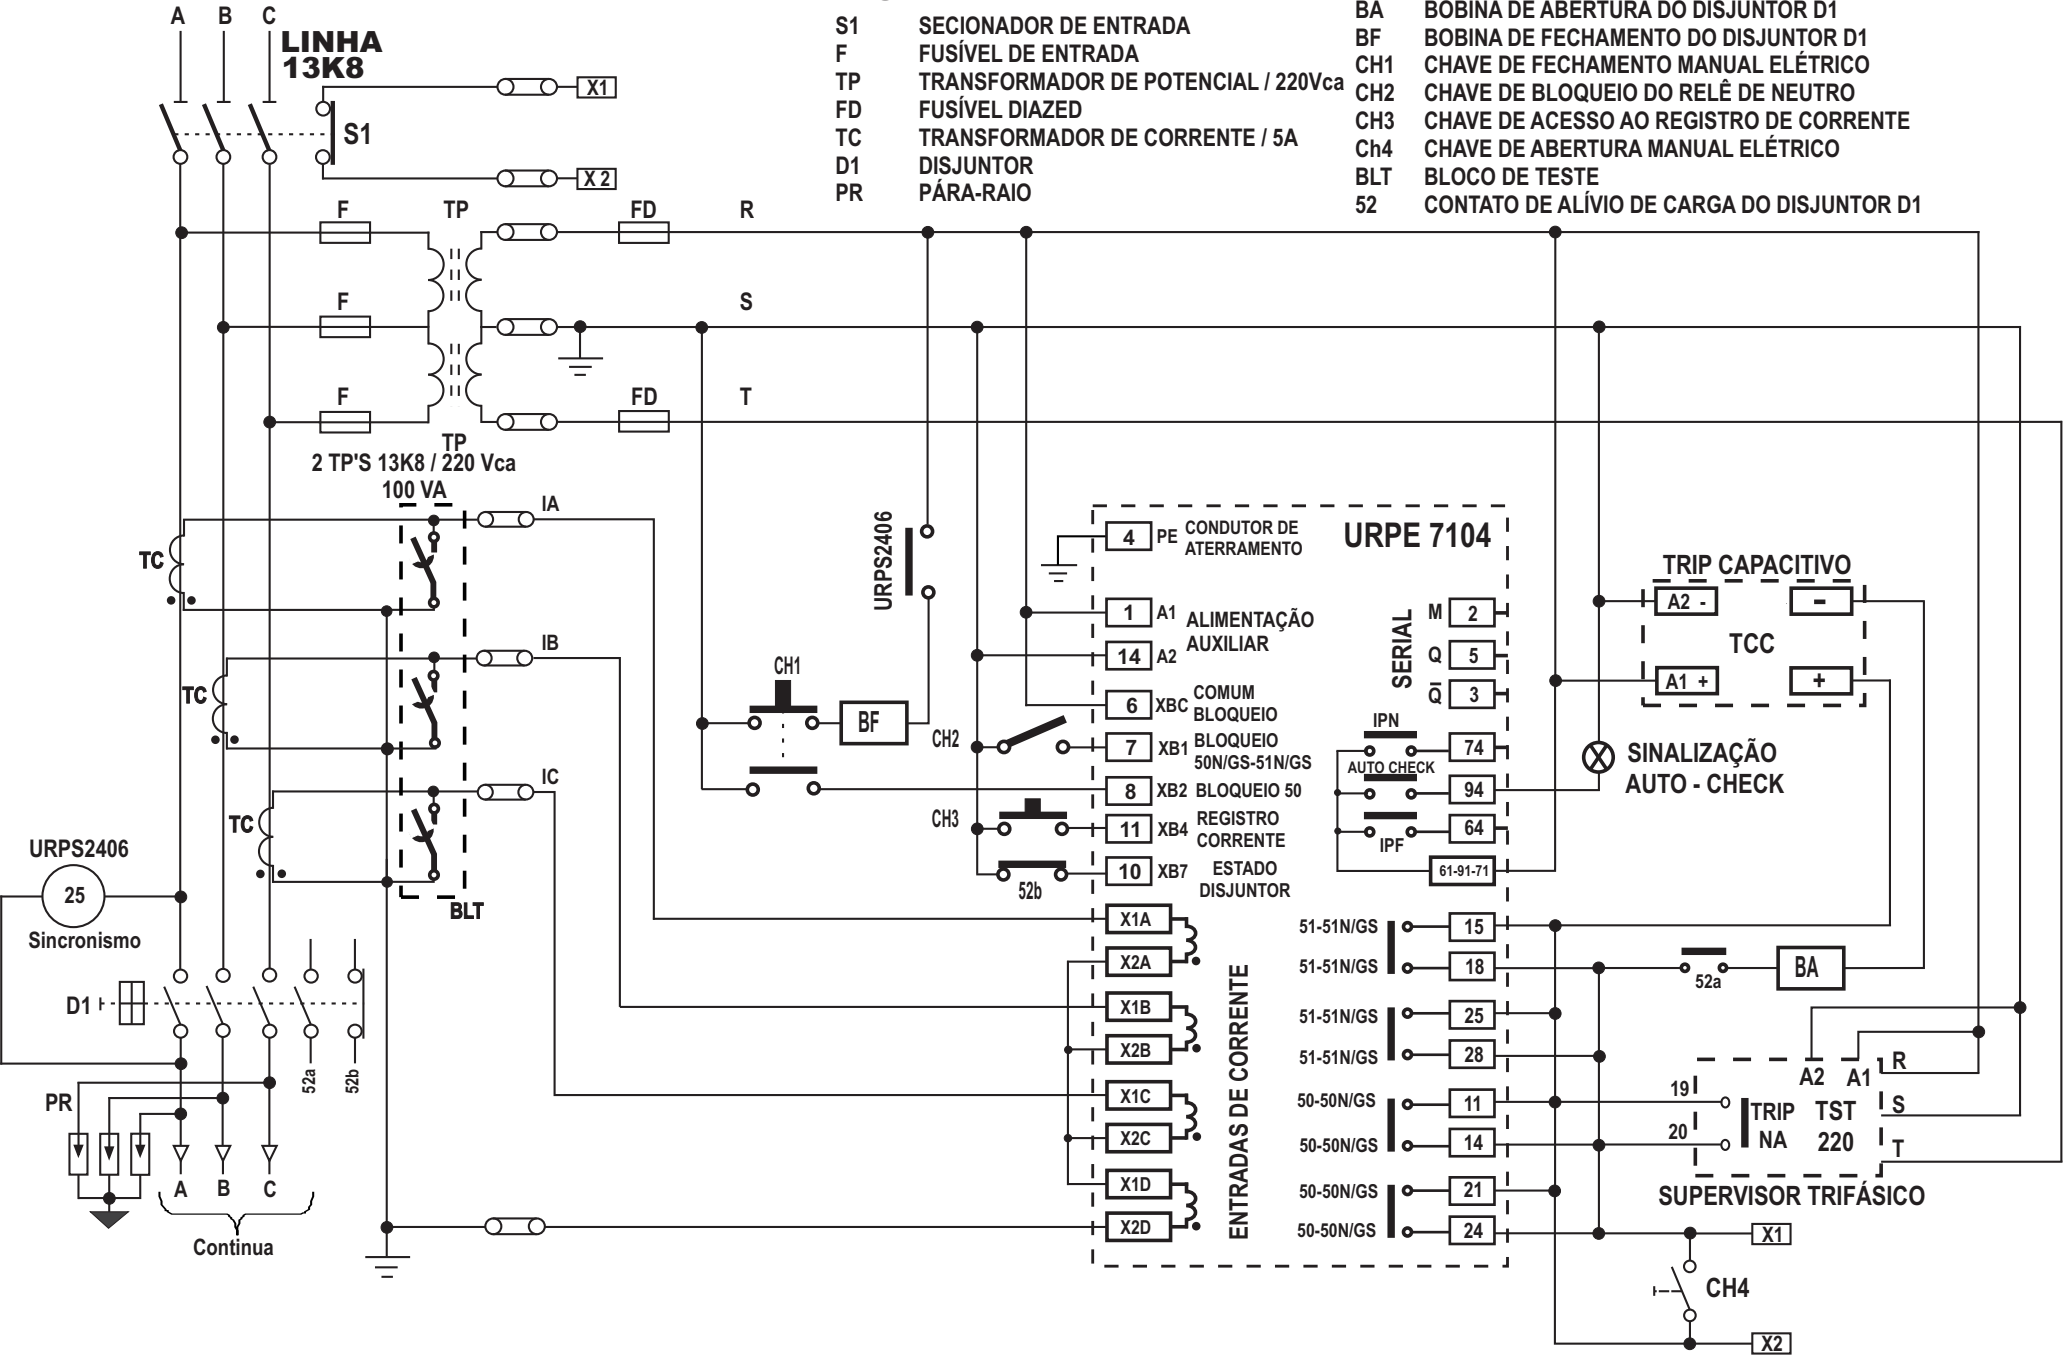 A B C
LINHA
13K8
X1
S1
X 2
S1 SECIONADOR DE ENTRADA
F FUSÍVEL DE ENTRADA
TP TRANSFORMADOR DE POTENCIAL / 220Vca
FD FUSÍVEL DIAZED
TC TRANSFORMADOR DE CORRENTE / 5A
D1 DISJUNTOR
PR PÁRA-RAIO
BA BOBINA DE ABERTURA DO DISJUNTOR D1
BF BOBINA DE FECHAMENTO DO DISJUNTOR D1
CH1 CHAVE DE FECHAMENTO MANUAL ELÉTRICO
CH2 CHAVE DE BLOQUEIO DO RELÊ DE NEUTRO
CH3 CHAVE DE ACESSO AO REGISTRO DE CORRENTE
Ch4 CHAVE DE ABERTURA MANUAL ELÉTRICO
BLT BLOCO DE TESTE
52 CONTATO DE ALÍVIO DE CARGA DO DISJUNTOR D1
F TP FD R
F S
F FD T
TP
2 TP'S 13K8 / 220 Vca
100 VA
IA
TC
IB
TC
IC
TC
BLT
URPS2406
25
Sincronismo
D1
52a
52b
PR
A B C
Continua
URPS2406
CH1
BF
CH2
CH3
52b
URPE 7104
4 PE CONDUTOR DE
ATERRAMENTO
1 A1 ALIMENTAÇÃO
14 A2 AUXILIAR
6 XBC COMUM
BLOQUEIO
7 XB1 BLOQUEIO
50N/GS-51N/GS
8 XB2 BLOQUEIO 50
11 XB4 REGISTRO
CORRENTE
10 XB7 ESTADO
DISJUNTOR
SERIAL
M 2
Q 5
Q̅ 3
IPN
74
AUTO CHECK
94
64
IPF
61-91-71
ENTRADAS DE CORRENTE
X1A
X2A
X1B
X2B
X1C
X2C
X1D
X2D
51-51N/GS 15
51-51N/GS 18
51-51N/GS 25
51-51N/GS 28
50-50N/GS 11
50-50N/GS 14
50-50N/GS 21
50-50N/GS 24
TRIP CAPACITIVO
A2 - -
TCC
A1 + +
SINALIZAÇÃO
AUTO - CHECK
52a
BA
A2 A1 R
19
TRIP TST S
20
NA 220 T
SUPERVISOR TRIFÁSICO
X1
CH4
X2